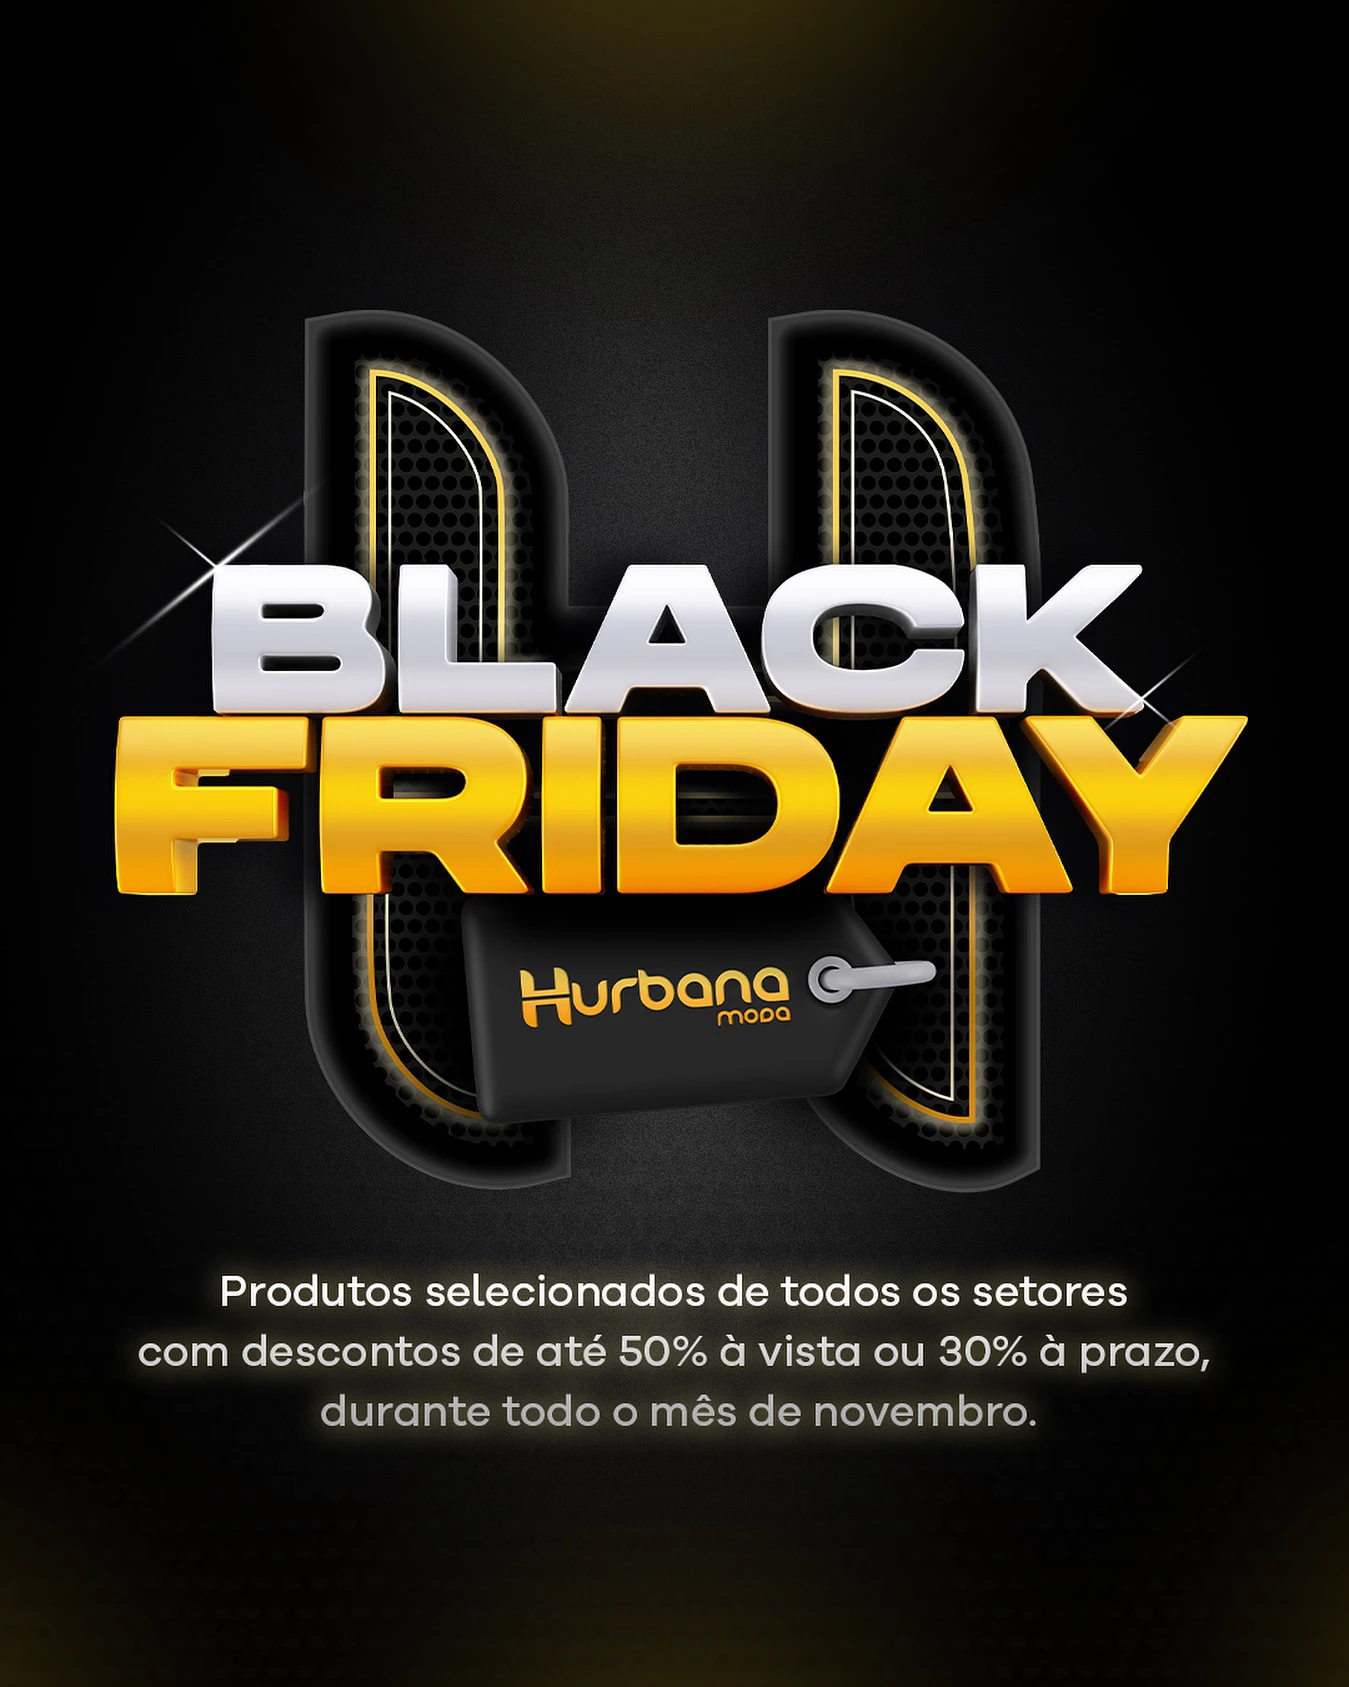 BLACK
FRIDAY
Hurbana
moda
Produtos selecionados de todos os setores
com descontos de até 50% à vista ou 30% à prazo,
durante todo o mês de novembro.